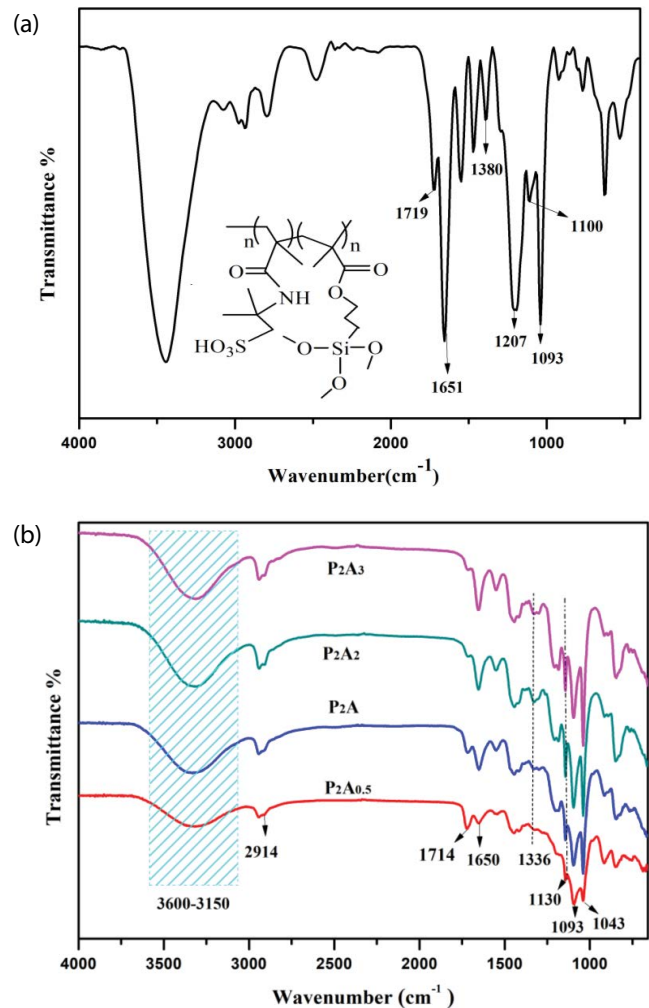 (a)
Transmittance %
1719
1651
1380
1207
1100
1093
n n
O O
NH O
HO₃S O Si O
O
4000 3000 2000 1000
Wavenumber(cm⁻¹)
(b)
Transmittance %
P₂A₃
P₂A₂
P₂A
P₂A₀.₅
2914
1714
1650
1336
1130
1093
1043
3600-3150
4000 3500 3000 2500 2000 1500 1000
Wavenumber (cm⁻¹)